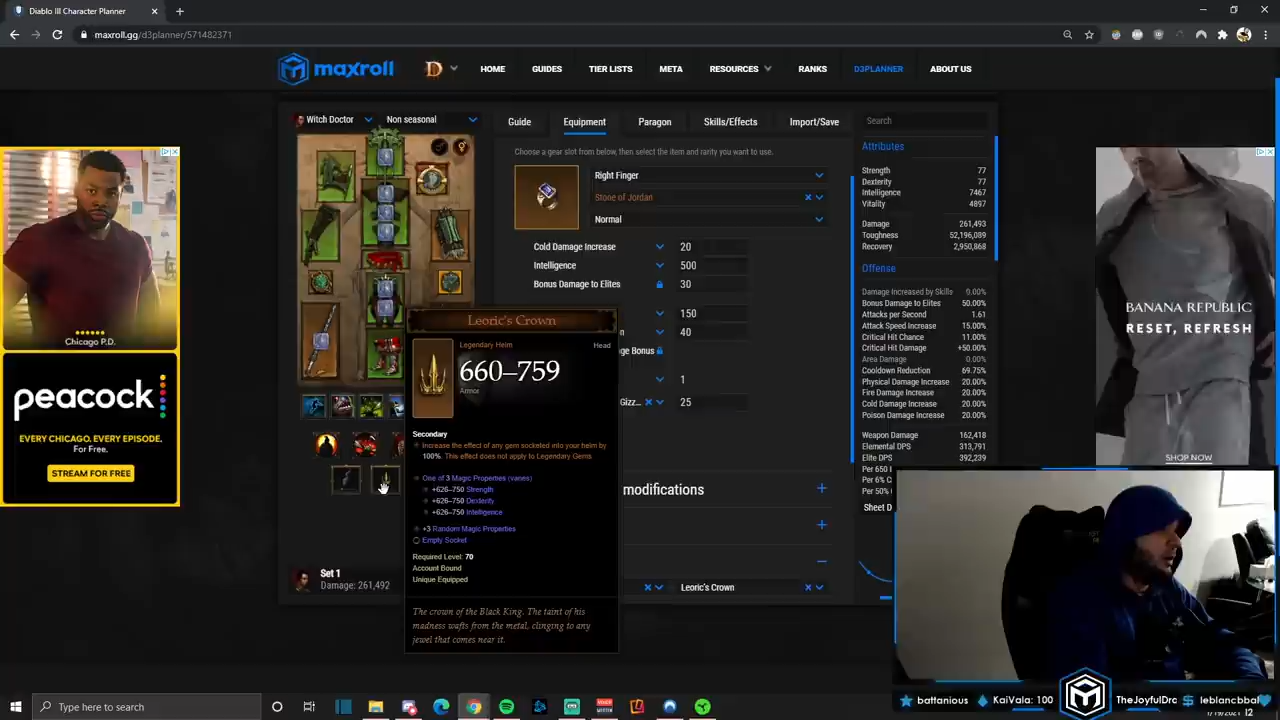 Diablo III Character Planner
maxroll.gg/d3planner/571482371
maxroll
D
HOME
GUIDES
TIER LISTS
META
RESOURCES
RANKS
D3PLANNER
ABOUT US
Witch Doctor
Non seasonal
Guide
Equipment
Paragon
Skills/Effects
Import/Save
Search
Choose a gear slot from below, then select the item and rarity you want to use.
Right Finger
Stone of Jordan
Normal
Cold Damage Increase 20
Intelligence 500
Bonus Damage to Elites 30
150
40
1
25
modifications
Leoric's Crown
Attributes
Strength 77
Dexterity 77
Intelligence 7467
Vitality 4897
Damage 261,493
Toughness 52,196,089
Recovery 2,950,868
Offense
Damage Increased by Skills 0.00%
Bonus Damage to Elites 50.00%
Attacks per Second 1.61
Attack Speed Increase 15.00%
Critical Hit Chance 11.00%
Critical Hit Damage +50.00%
Area Damage 0.00%
Cooldown Reduction 69.75%
Physical Damage Increase 20.00%
Fire Damage Increase 20.00%
Cold Damage Increase 20.00%
Poison Damage Increase 20.00%
Weapon Damage 162,418
Elemental DPS 313,791
Elite DPS 392,239
Leoric's Crown
Legendary Helm
Head
660–759
Armor
Secondary
Increase the effect of any gem socketed into your helm by
100%. This effect does not apply to Legendary Gems.
One of 3 Magic Properties (varies)
+626–750 Strength
+626–750 Dexterity
+626–750 Intelligence
+3 Random Magic Properties
Empty Socket
Required Level: 70
Account Bound
Unique Equipped
The crown of the Black King. The taint of his
madness wafts from the metal, clinging to any
jewel that comes near it.
Set 1
Damage: 261,492
Chicago P.D.
peacock
EVERY CHICAGO. EVERY EPISODE.
For Free.
STREAM FOR FREE
BANANA REPUBLIC
RESET, REFRESH
SHOP NOW
battanious
KaiVala: 100
TheJoyfulDra
leblancbbal
Type here to search